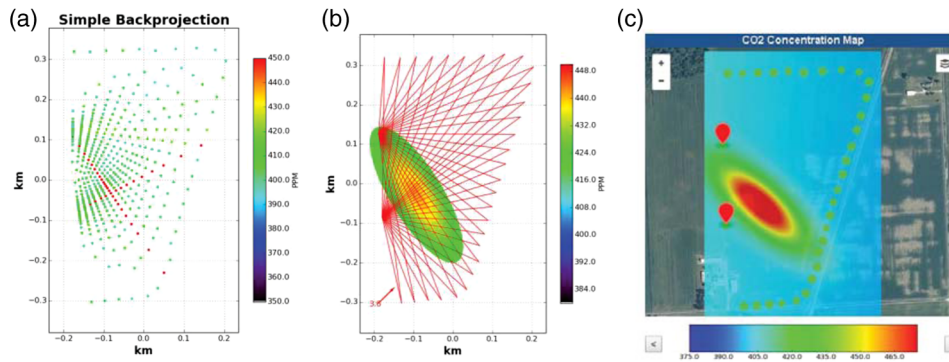 (a)
Simple Backprojection
km
0.3
0.2
0.1
0.0
−0.1
−0.2
−0.3
−0.2 −0.1 0.0 0.1 0.2
km
450.0
440.0
430.0
420.0
410.0
400.0
390.0
380.0
370.0
360.0
350.0
PPM
(b)
km
0.3
0.2
0.1
0.0
−0.1
−0.2
−0.3
3.6
−0.2 −0.1 0.0 0.1 0.2
km
448.0
440.0
432.0
424.0
416.0
408.0
400.0
392.0
384.0
PPM
(c)
CO2 Concentration Map
+
−
<
375.0 390.0 405.0 420.0 435.0 450.0 465.0